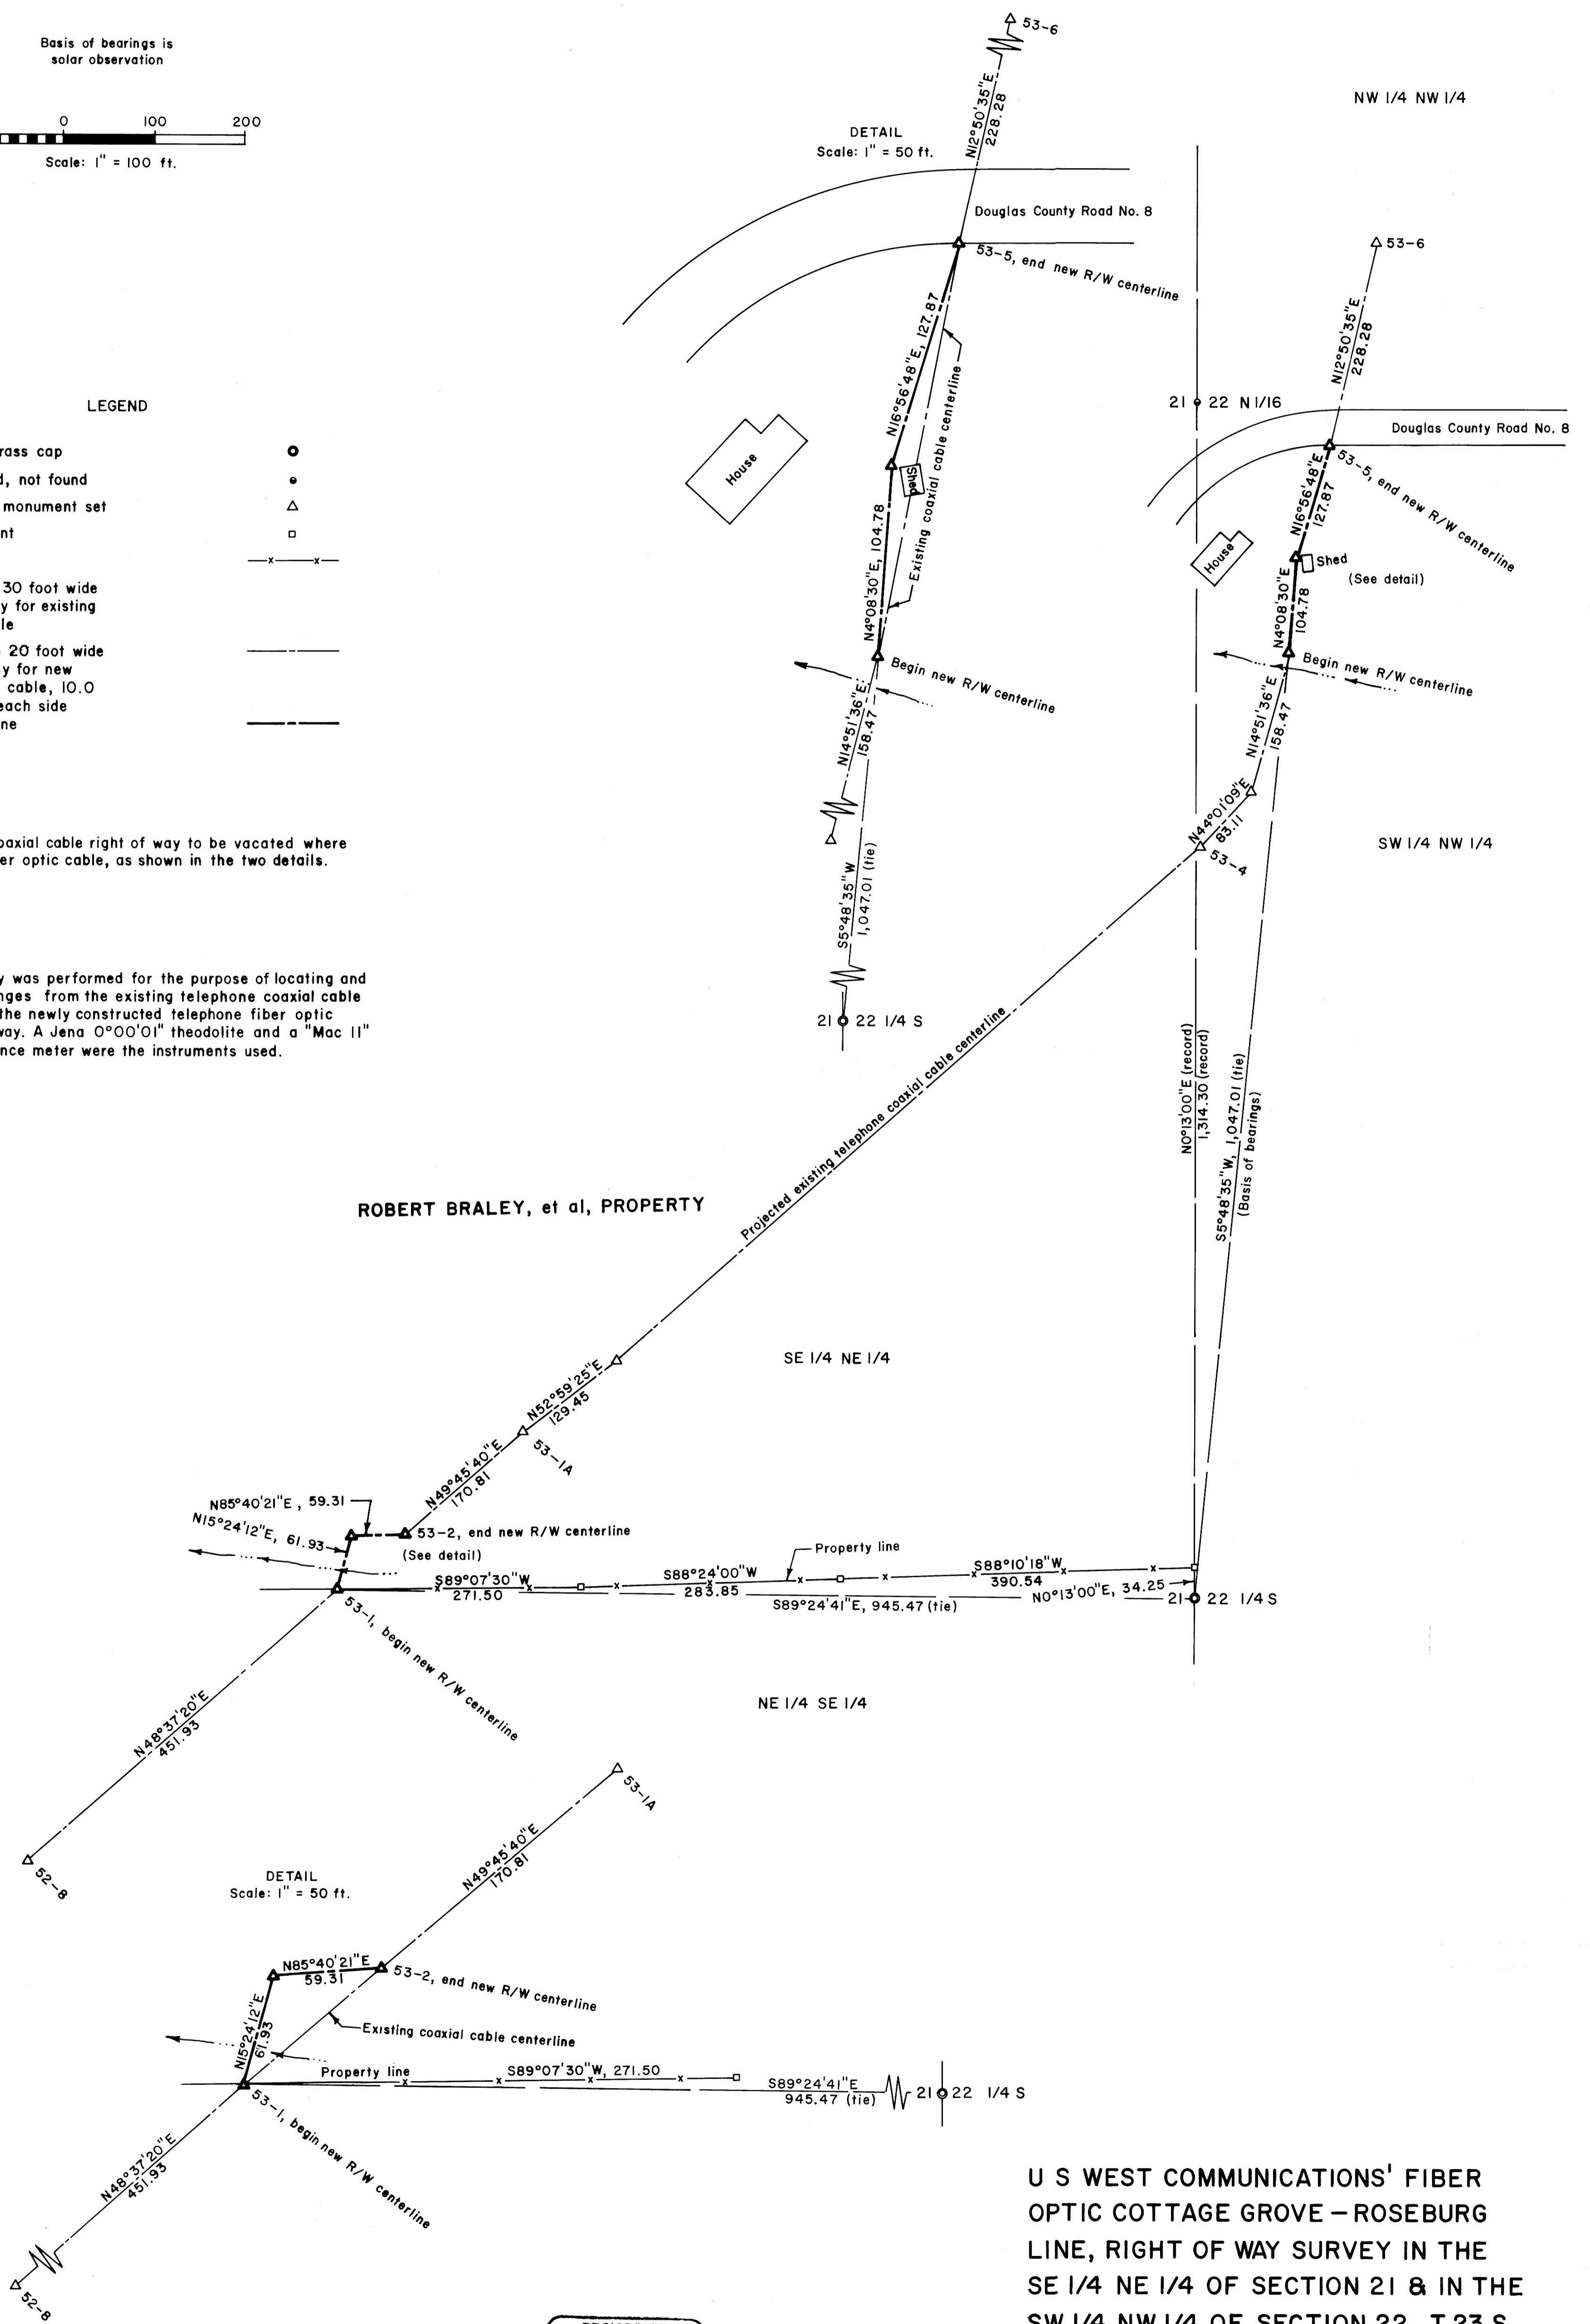 Basis of bearings is
solar observation
0 100 200
Scale: 1" = 100 ft.
LEGEND
rass cap
d, not found
monument set
nt
30 foot wide
y for existing
le
20 foot wide
y for new
cable, 10.0
each side
ne
oaxial cable right of way to be vacated where
er optic cable, as shown in the two details.
y was performed for the purpose of locating and
nges from the existing telephone coaxial cable
the newly constructed telephone fiber optic
way. A Jena 0°00'01" theodolite and a "Mac 11"
nce meter were the instruments used.
DETAIL
Scale: 1" = 50 ft.
53-6
N12°50'35"E
228.28
Douglas County Road No. 8
53-5, end new R/W centerline
N16°56'48"E, 127.87
Existing coaxial cable centerline
House
Shed
N4°08'30"E, 104.78
Begin new R/W centerline
N14°51'36"E
158.47
S5°48'35"W
1,047.01 (tie)
21 22 1/4 S
NW 1/4 NW 1/4
53-6
N12°50'35"E
228.28
21 22 N 1/16
Douglas County Road No. 8
53-5, end new R/W centerline
N16°56'48"E
127.87
House
Shed
(See detail)
N4°08'30"E
104.78
Begin new R/W centerline
N14°51'36"E
158.47
N44°01'09"E
83.11
53-4
SW 1/4 NW 1/4
Projected existing telephone coaxial cable centerline
N0°13'00"E (record)
1,314.30 (record)
S5°48'35"W, 1,047.01 (tie)
(Basis of bearings)
ROBERT BRALEY, et al, PROPERTY
SE 1/4 NE 1/4
N52°59'25"E
129.45
53-1A
N49°45'40"E
170.81
N85°40'21"E, 59.31
N15°24'12"E, 61.93
53-2, end new R/W centerline
(See detail)
Property line
S89°07'30"W
271.50
S88°24'00"W
283.85
S88°10'18"W
390.54
S89°24'41"E, 945.47 (tie)
N0°13'00"E, 34.25
21 22 1/4 S
53-1, begin new R/W centerline
NE 1/4 SE 1/4
N48°37'20"E
451.93
52-8
DETAIL
Scale: 1" = 50 ft.
53-1A
N49°45'40"E
170.81
N85°40'21"E
59.31
53-2, end new R/W centerline
N15°24'12"E
61.93
Existing coaxial cable centerline
Property line
S89°07'30"W, 271.50
S89°24'41"E
945.47 (tie)
21 22 1/4 S
53-1, begin new R/W centerline
N48°37'20"E
451.93
52-8
U S WEST COMMUNICATIONS' FIBER
OPTIC COTTAGE GROVE – ROSEBURG
LINE, RIGHT OF WAY SURVEY IN THE
SE 1/4 NE 1/4 OF SECTION 21 & IN THE
SW 1/4 NW 1/4 OF SECTION 22, T.23 S.